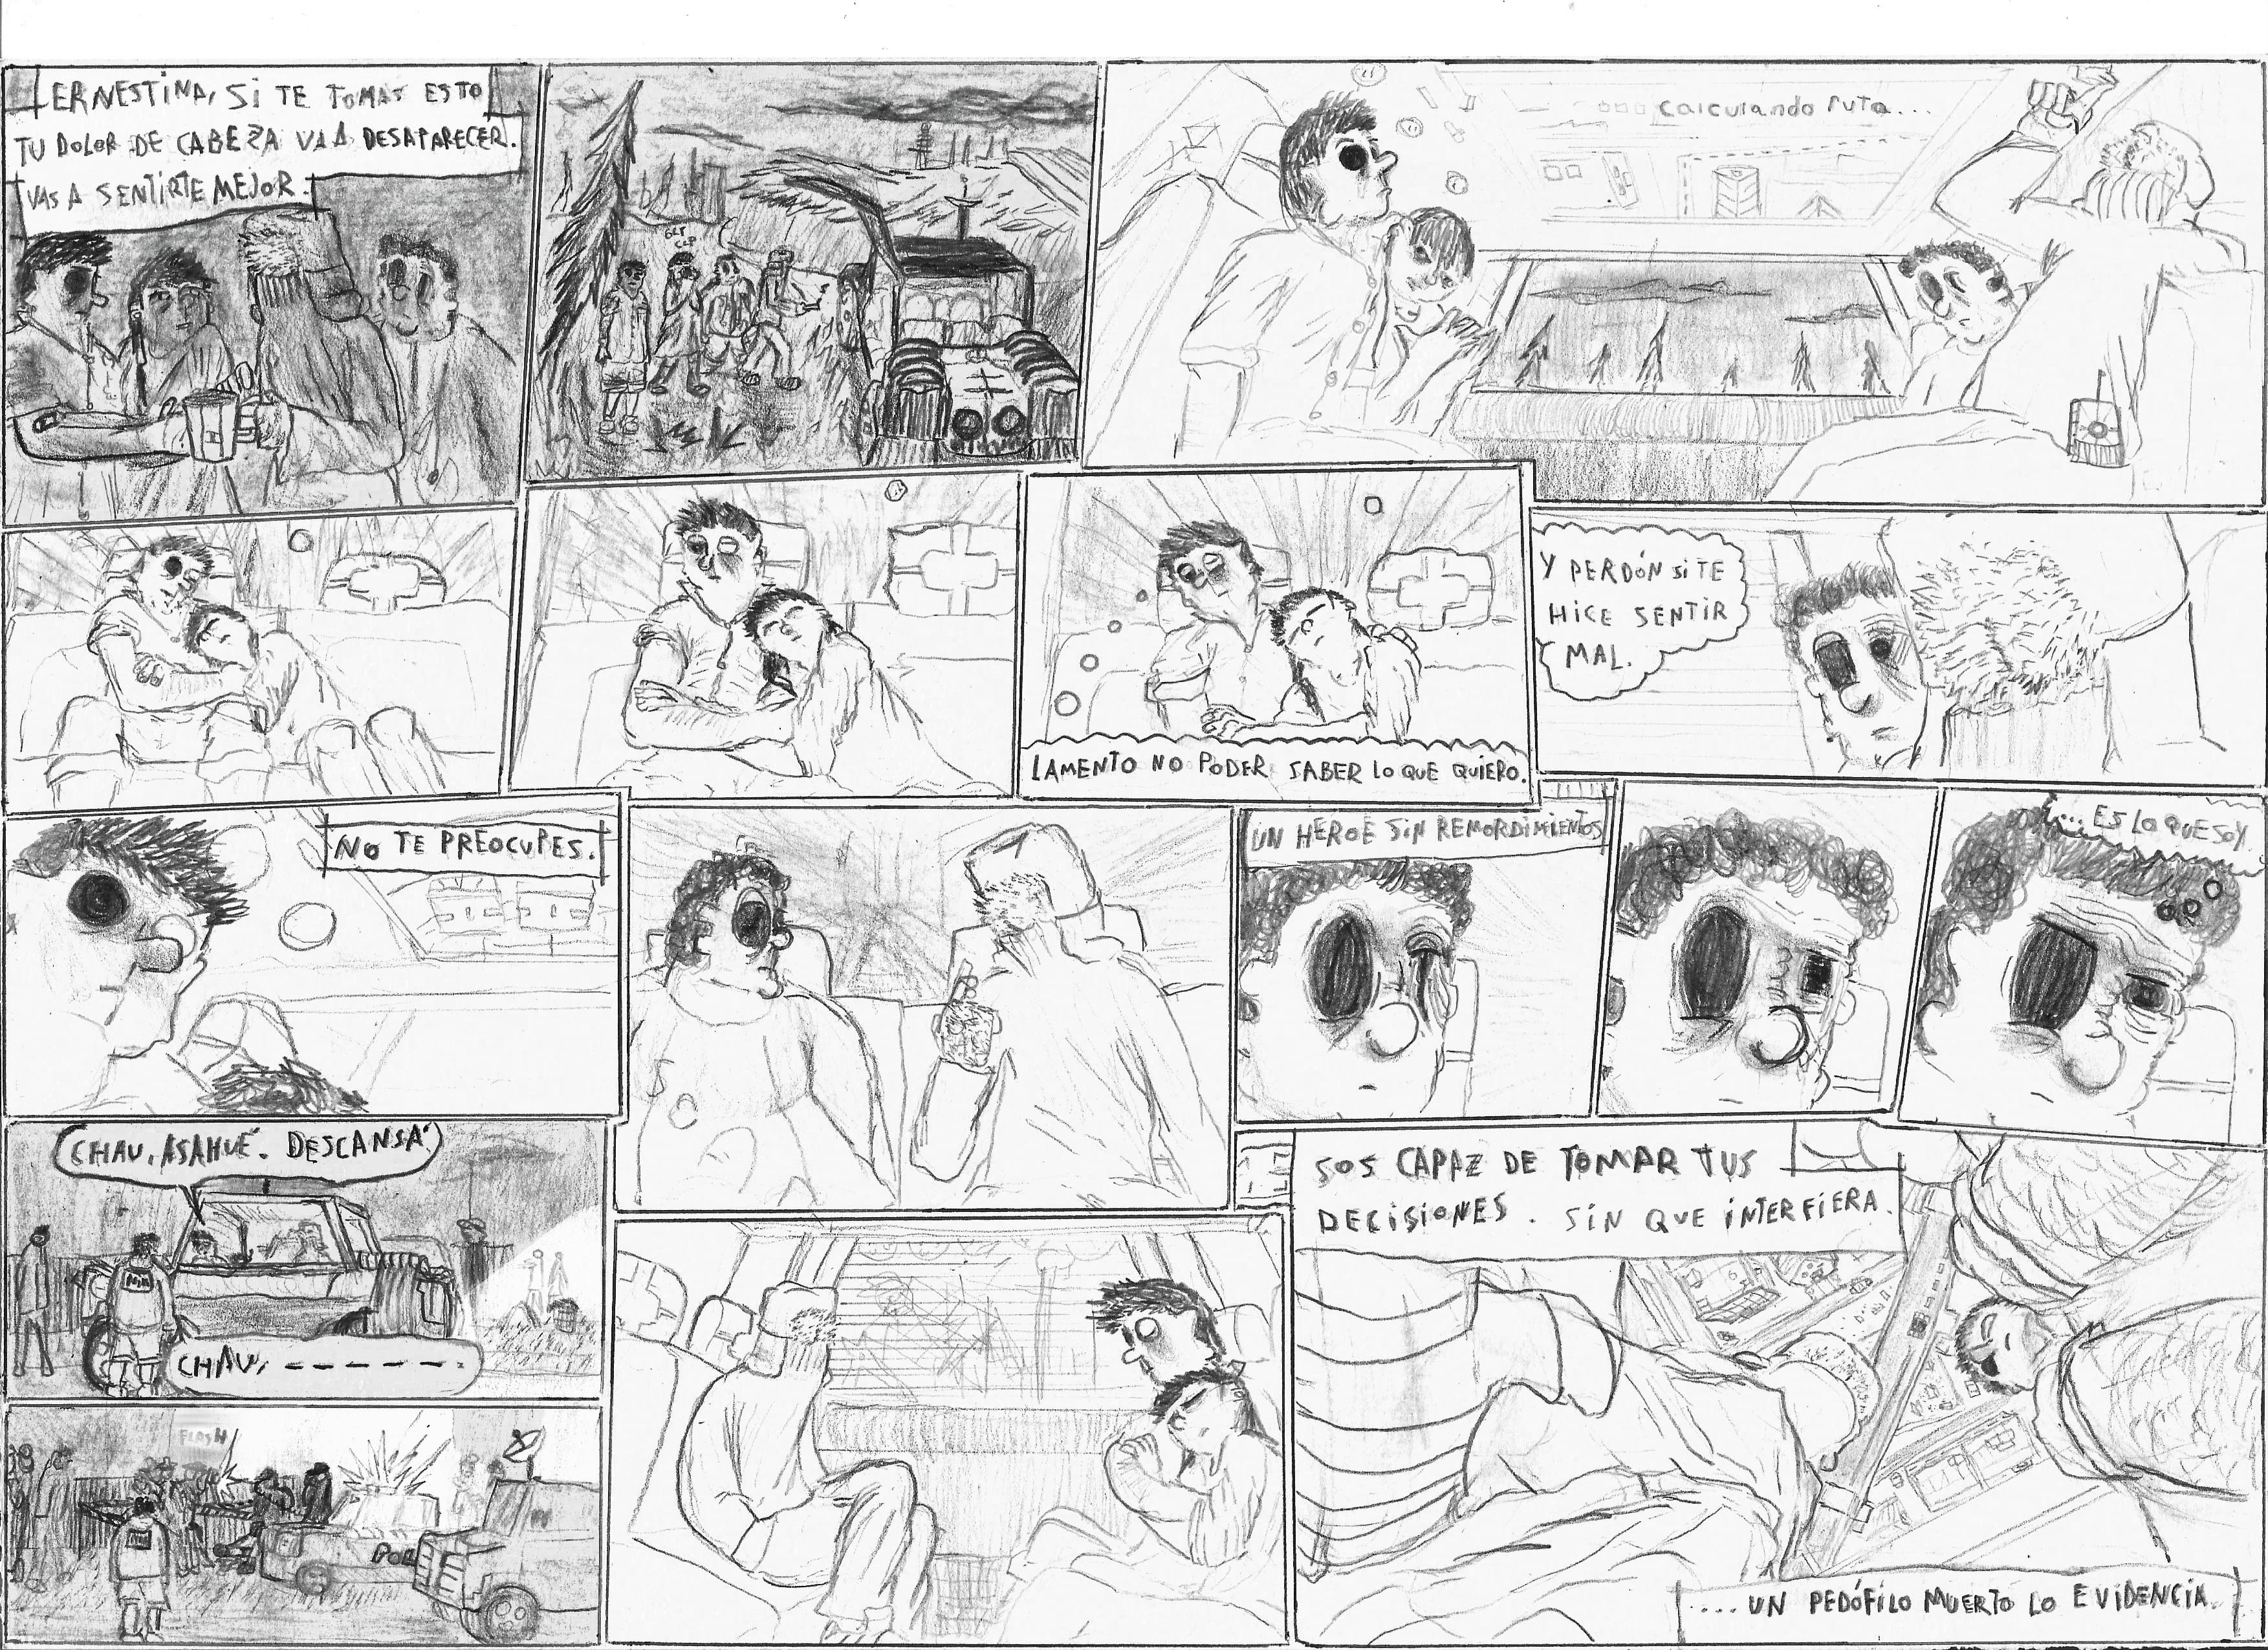 ERNESTINA, SI TE TOMAS ESTO
TU DOLOR DE CABEZA VA A DESAPARECER.
VAS A SENTIRTE MEJOR.
GLP
CLP
Calculando ruta...
LAMENTO NO PODER SABER LO QUE QUIERO.
Y PERDÓN SI TE
HICE SENTIR
MAL.
NO TE PREOCUPES.
UN HEROE SIN REMORDIMIENTOS
... ES LO QUE SOY.
CHAU, ASAHUÉ. DESCANSÁ.
CHAU, - - - - - - -.
FLASH
POL
SOS CAPAZ DE TOMAR TUS
DECISIONES. SIN QUE INTERFIERA.
.... UN PEDÓFILO MUERTO LO EVIDENCIA.